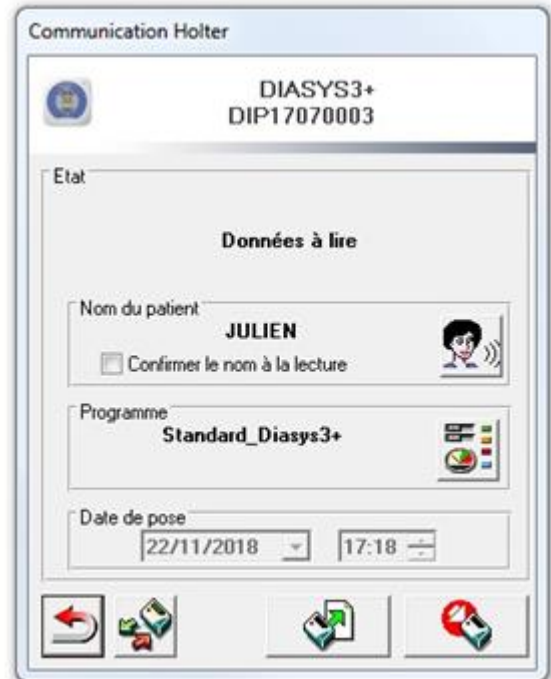 Communication Holter
DIASYS3+
DIP17070003
Etat
Données à lire
Nom du patient
JULIEN
Confirmer le nom à la lecture
Programme
Standard_Diasys3+
Date de pose
22/11/2018 17:18